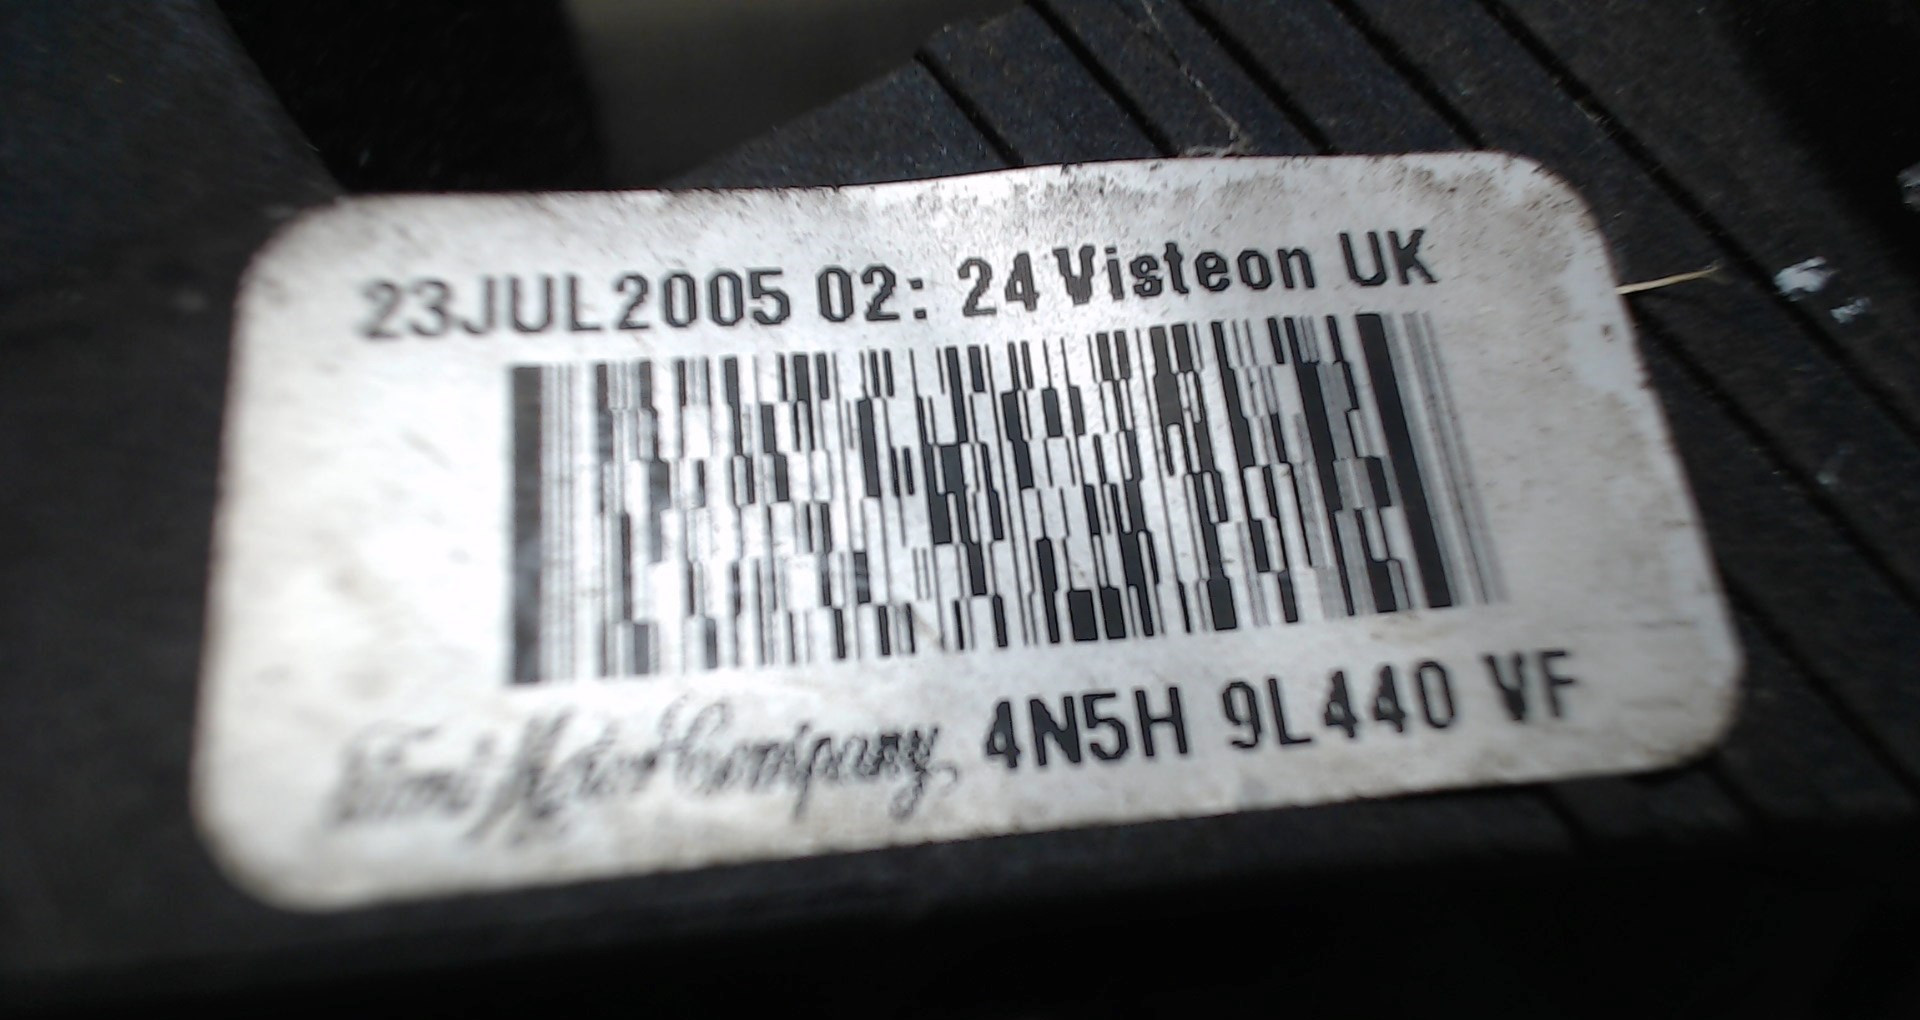 23JUL2005 02: 24 Visteon UK
Ford Motor Company, 4N5H 9L440 VF